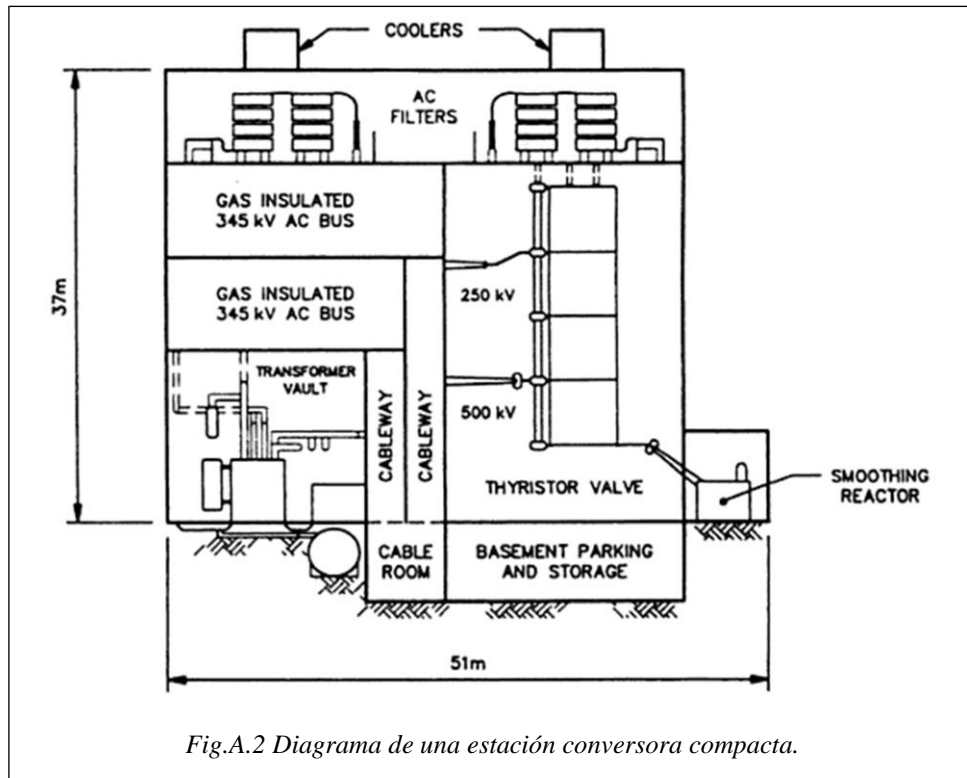 COOLERS
AC
FILTERS
GAS INSULATED
345 kV AC BUS
GAS INSULATED
345 kV AC BUS
250 kV
37m
TRANSFORMER
VAULT
CABLEWAY
CABLEWAY
500 kV
THYRISTOR VALVE
SMOOTHING
REACTOR
CABLE
ROOM
BASEMENT PARKING
AND STORAGE
51m
Fig.A.2 Diagrama de una estación conversora compacta.